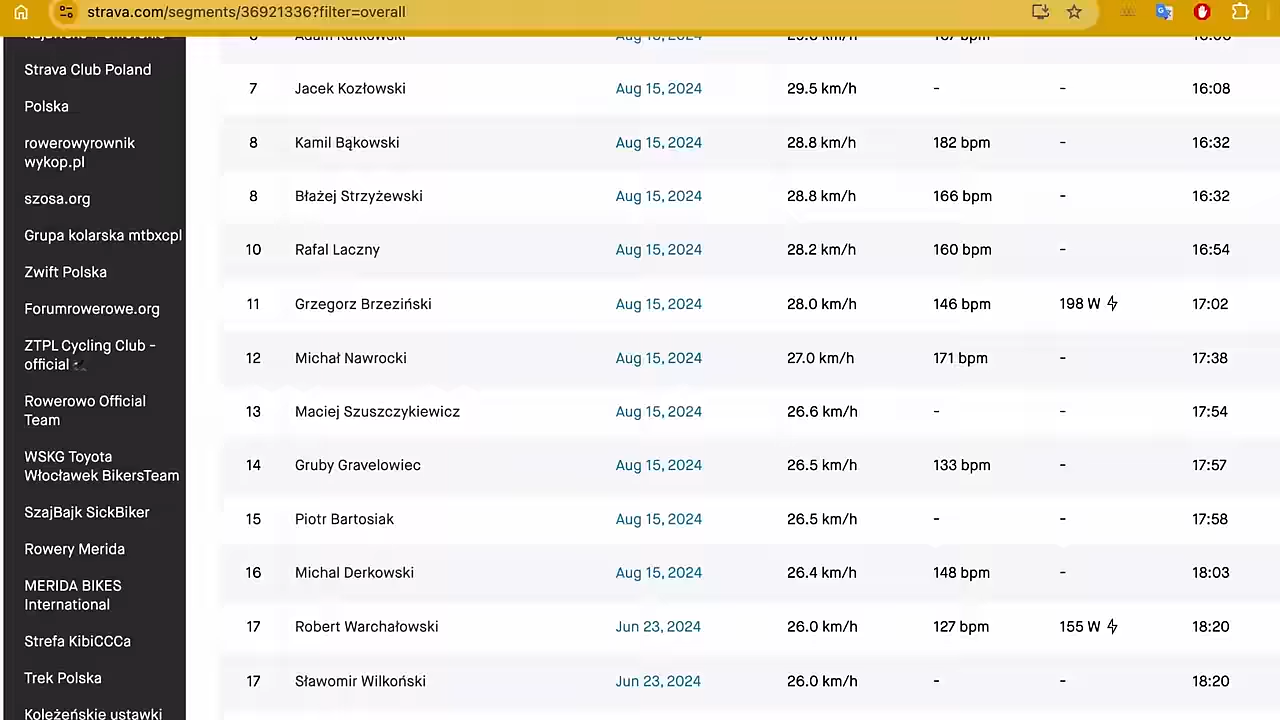 strava.com/segments/36921336?filter=overall
Strava Club Poland
Polska
rowerowyrownik
wykop.pl
szosa.org
Grupa kolarska mtbxcpl
Zwift Polska
Forumrowerowe.org
ZTPL Cycling Club -
official
Rowerowo Official
Team
WSKG Toyota
Włocławek BikersTeam
SzajBajk SickBiker
Rowery Merida
MERIDA BIKES
International
Strefa KibiCCCa
Trek Polska
Koleżeńskie ustawki
Adam Rutkowski
7 Jacek Kozłowski Aug 15, 2024 29.5 km/h - - 16:08
8 Kamil Bąkowski Aug 15, 2024 28.8 km/h 182 bpm - 16:32
8 Błażej Strzyżewski Aug 15, 2024 28.8 km/h 166 bpm - 16:32
10 Rafal Laczny Aug 15, 2024 28.2 km/h 160 bpm - 16:54
11 Grzegorz Brzeziński Aug 15, 2024 28.0 km/h 146 bpm 198 W 17:02
12 Michał Nawrocki Aug 15, 2024 27.0 km/h 171 bpm - 17:38
13 Maciej Szuszczykiewicz Aug 15, 2024 26.6 km/h - - 17:54
14 Gruby Gravelowiec Aug 15, 2024 26.5 km/h 133 bpm - 17:57
15 Piotr Bartosiak Aug 15, 2024 26.5 km/h - - 17:58
16 Michal Derkowski Aug 15, 2024 26.4 km/h 148 bpm - 18:03
17 Robert Warchałowski Jun 23, 2024 26.0 km/h 127 bpm 155 W 18:20
17 Sławomir Wilkoński Jun 23, 2024 26.0 km/h - - 18:20